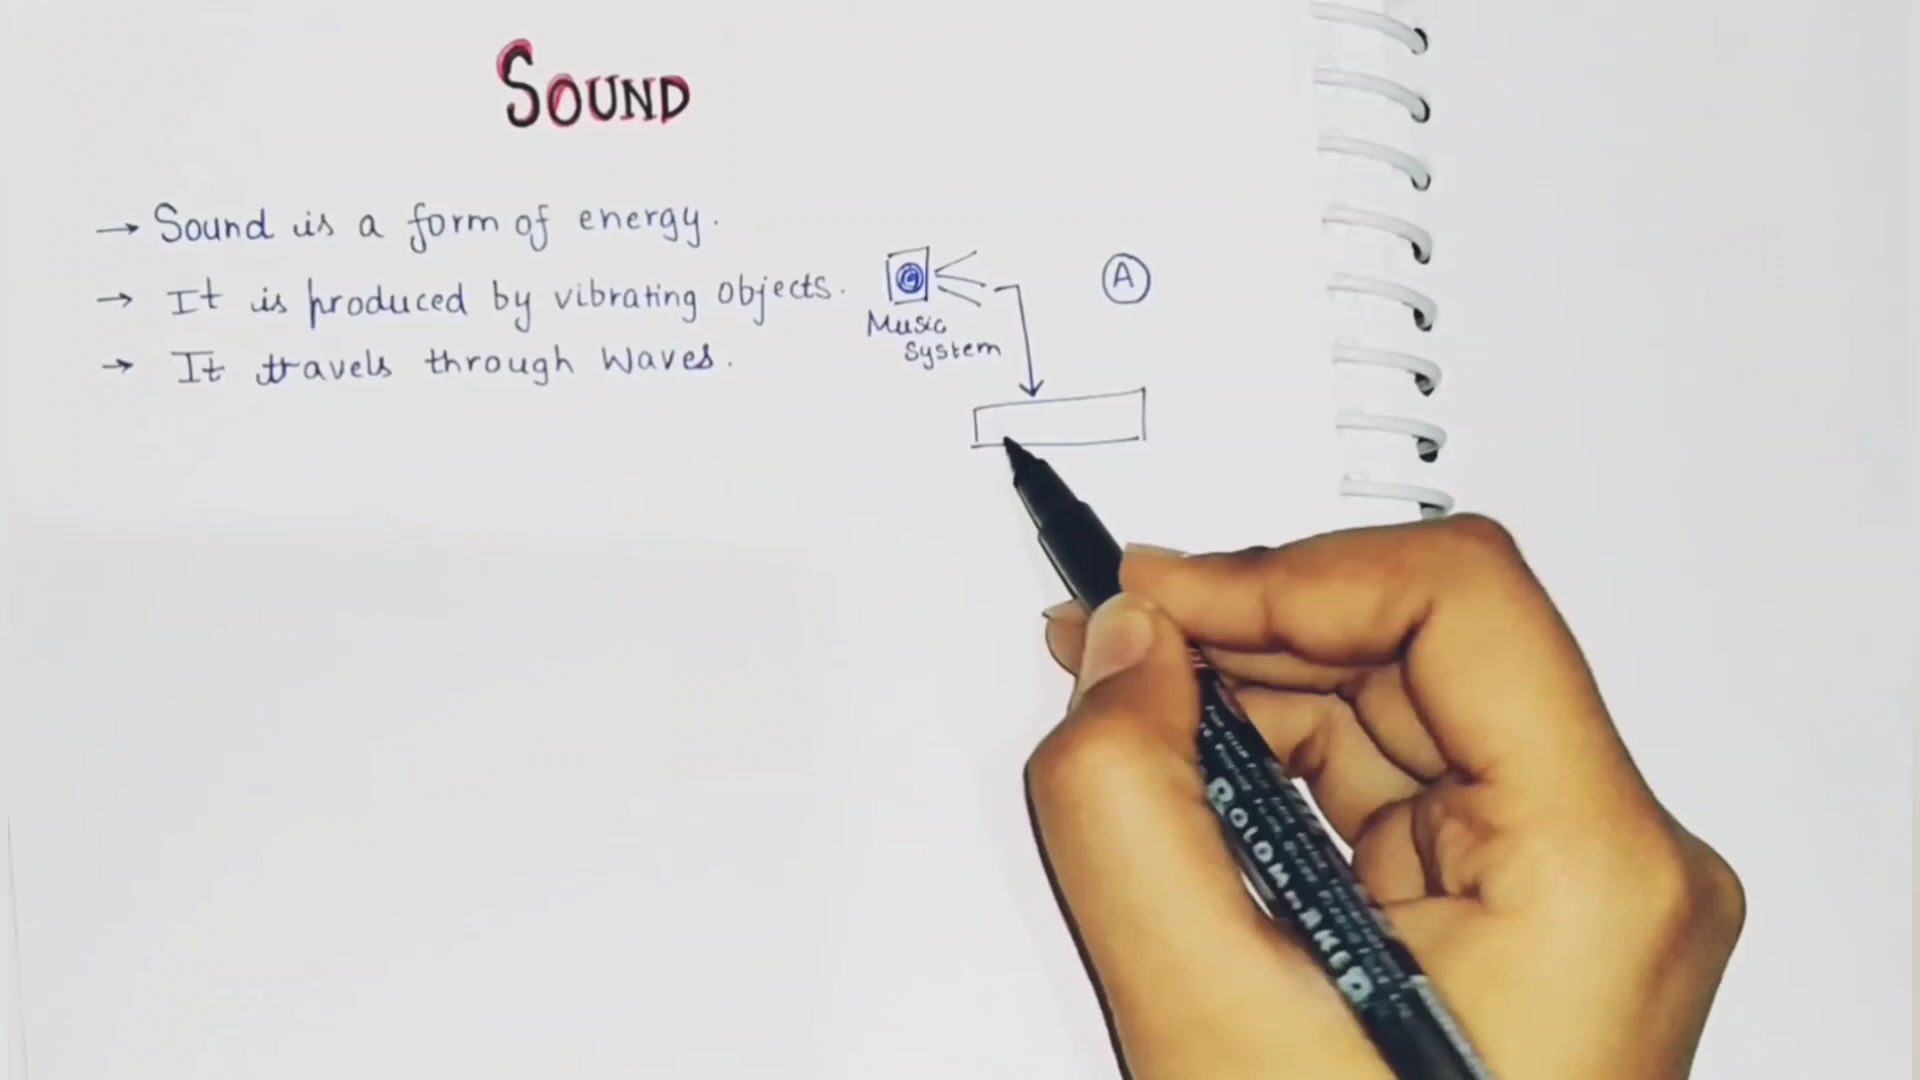 SOUND
→ Sound is a form of energy.
→ It is produced by vibrating objects.
→ It travels through Waves.
Music
System
A